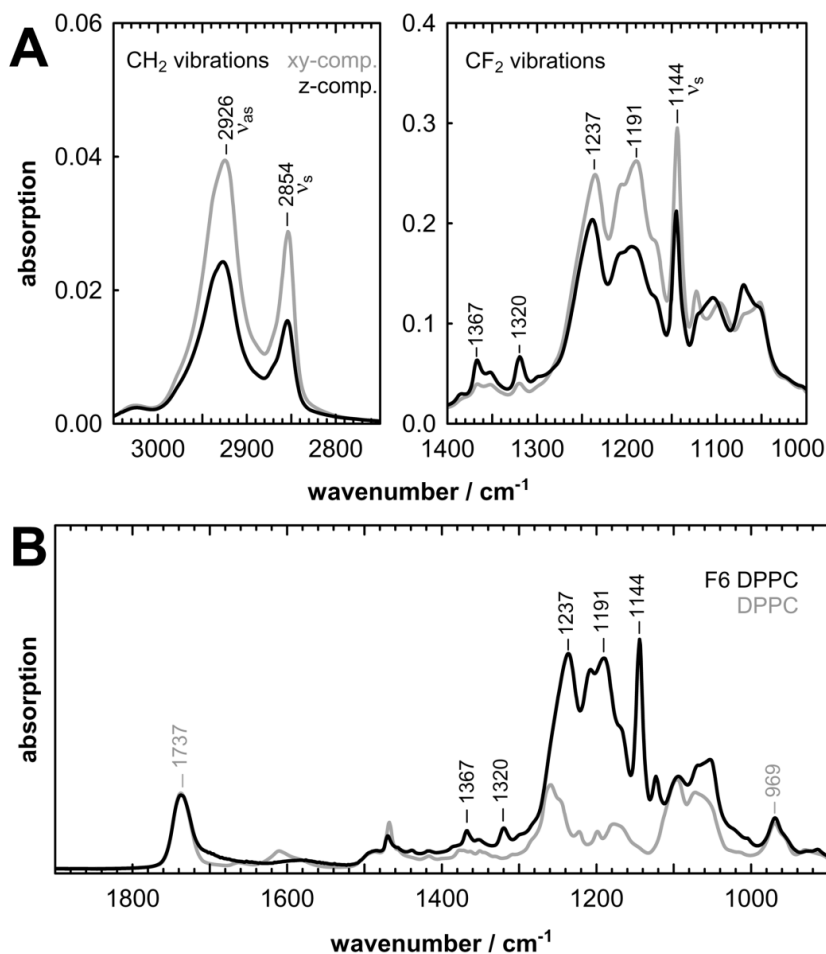 A
CH2 vibrations
xy-comp.
z-comp.
2926
νas
2854
νs
absorption
0.06
0.04
0.02
0.00
3000
2900
2800
CF2 vibrations
1367
1320
1237
1191
1144
νs
0.4
0.3
0.2
0.1
0.0
1400
1300
1200
1100
1000
wavenumber / cm-1
B
F6 DPPC
DPPC
1737
1367
1320
1237
1191
1144
969
absorption
1800
1600
1400
1200
1000
wavenumber / cm-1